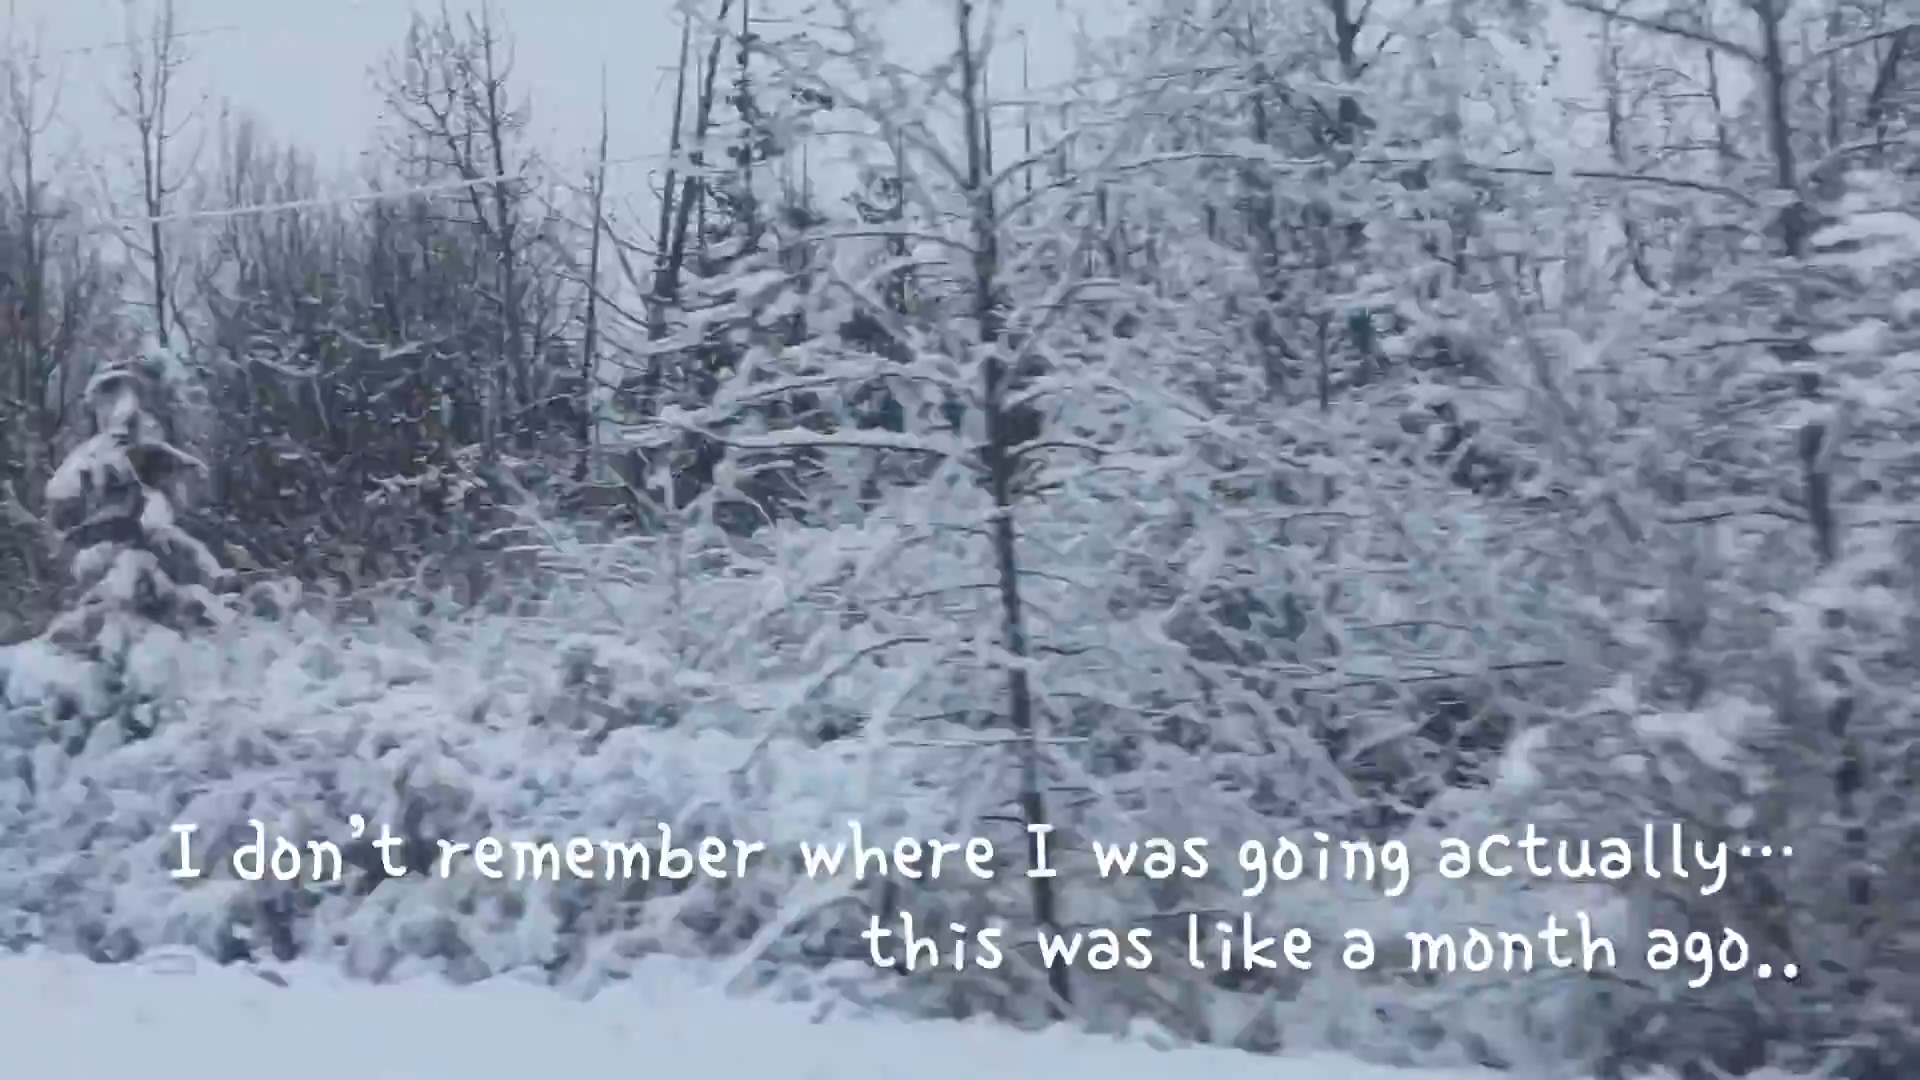 I don't remember where I was going actually…
this was like a month ago..